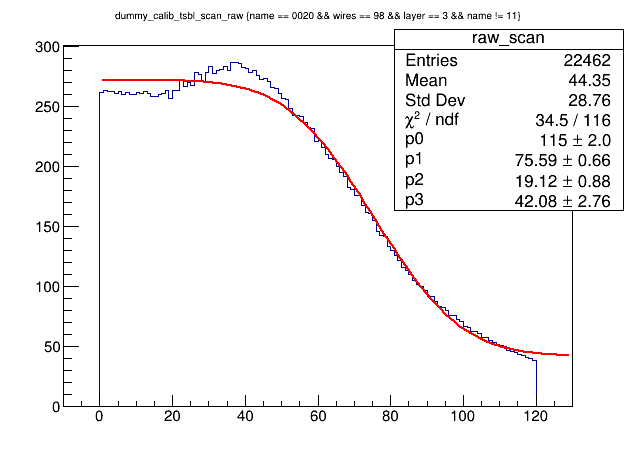 dummy_calib_tsbl_scan_raw {name == 0020 && wires == 98 && layer == 3 && name != 11}
raw_scan
Entries 22462
Mean 44.35
Std Dev 28.76
χ² / ndf 34.5 / 116
p0 115 ± 2.0
p1 75.59 ± 0.66
p2 19.12 ± 0.88
p3 42.08 ± 2.76
300
250
200
150
100
50
0
0 20 40 60 80 100 120